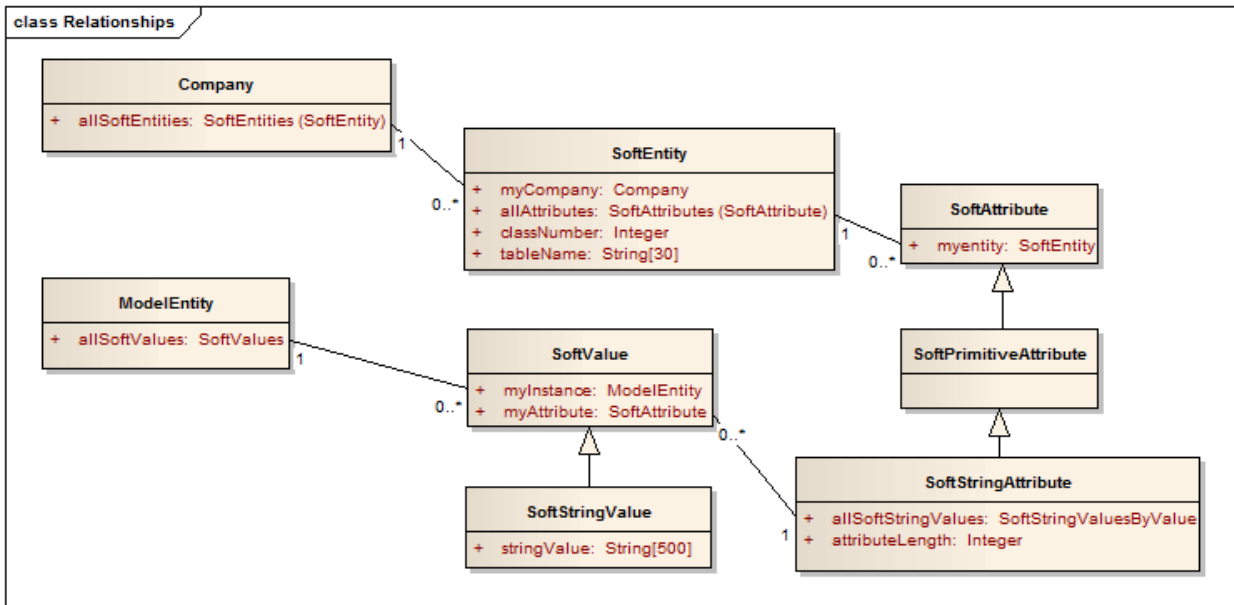 class Relationships
Company
+ allSoftEntities: SoftEntities (SoftEntity)
1
0..*
SoftEntity
+ myCompany: Company
+ allAttributes: SoftAttributes (SoftAttribute)
+ classNumber: Integer
+ tableName: String[30]
1
0..*
SoftAttribute
+ myentity: SoftEntity
ModelEntity
+ allSoftValues: SoftValues
1
0..*
SoftValue
+ myInstance: ModelEntity
+ myAttribute: SoftAttribute
0..*
1
SoftPrimitiveAttribute
SoftStringValue
+ stringValue: String[500]
SoftStringAttribute
+ allSoftStringValues: SoftStringValuesByValue
+ attributeLength: Integer